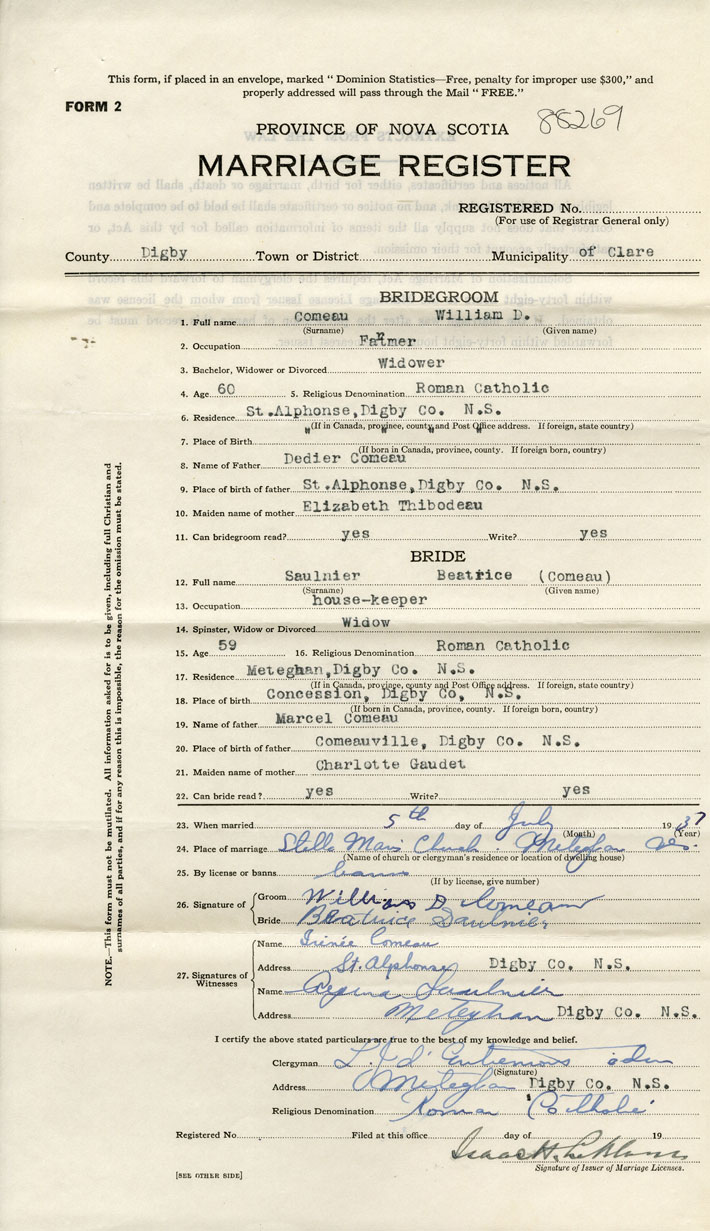 This form, if placed in an envelope, marked "Dominion Statistics—Free, penalty for improper use $300," and
properly addressed will pass through the Mail "FREE."
FORM 2
88269
PROVINCE OF NOVA SCOTIA
MARRIAGE REGISTER
REGISTERED No.
(For use of Registrar General only)
County Digby Town or District Municipality of Clare
BRIDEGROOM
1. Full name Comeau William D.
(Surname) (Given name)
2. Occupation Farmer
3. Bachelor, Widower or Divorced Widower
4. Age 60 5. Religious Denomination Roman Catholic
6. Residence St.Alphonse,Digby Co. N.S.
(If in Canada, province, county and Post Office address. If foreign, state country)
7. Place of Birth
(If born in Canada, province, county. If foreign born, country)
8. Name of Father Dedier Comeau
9. Place of birth of father St.Alphonse,Digby Co. N.S.
10. Maiden name of mother Elizabeth Thibodeau
11. Can bridegroom read? yes Write? yes
BRIDE
12. Full name Saulnier Beatrice (Comeau)
(Surname) (Given name)
13. Occupation house-keeper
14. Spinster, Widow or Divorced Widow
15. Age 59 16. Religious Denomination Roman Catholic
17. Residence Meteghan,Digby Co. N.S.
(If in Canada, province, county and Post Office address. If foreign, state country)
18. Place of birth Concession, Digby Co, N.S.
(If born in Canada, province, county. If foreign born, country)
19. Name of father Marcel Comeau
20. Place of birth of father Comeauville, Digby Co. N.S.
21. Maiden name of mother Charlotte Gaudet
22. Can bride read? yes Write? yes
23. When married 5th day of July 1937
(Month) (Year)
24. Place of marriage Stella Maris Church. Meteghan N.S.
(Name of church or clergyman's residence or location of dwelling house)
25. By license or banns banns
(If by license, give number)
26. Signature of Groom William D Comeau
Bride Beatrice Saulnier
27. Signatures of Witnesses
Name Irinée Comeau
Address St. Alphonse Digby Co. N.S.
Name Regina Saulnier
Address Meteghan Digby Co. N.S.
I certify the above stated particulars are true to the best of my knowledge and belief.
Clergyman L. J. d'Entremont
(Signature)
Address Meteghan Digby Co. N.S.
Religious Denomination Roman Catholic
Registered No. Filed at this office day of 19
Isaac H. LeBlanc
Signature of Issuer of Marriage Licenses.
[SEE OTHER SIDE]
NOTE.—This form must not be mutilated. All information asked for is to be given, including full Christian and
surnames of all parties, and if for any reason this is impossible, the reason for the omission must be stated.